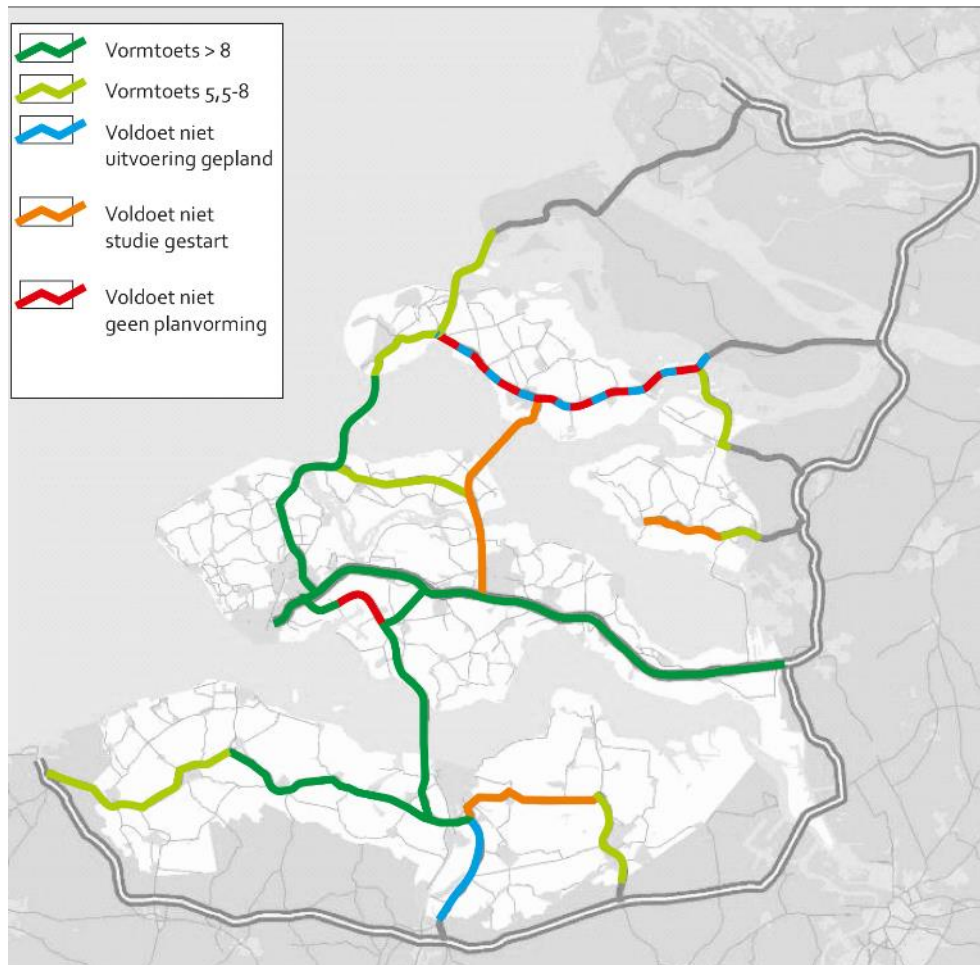 Vormtoets > 8
Vormtoets 5,5-8
Voldoet niet
uitvoering gepland
Voldoet niet
studie gestart
Voldoet niet
geen planvorming